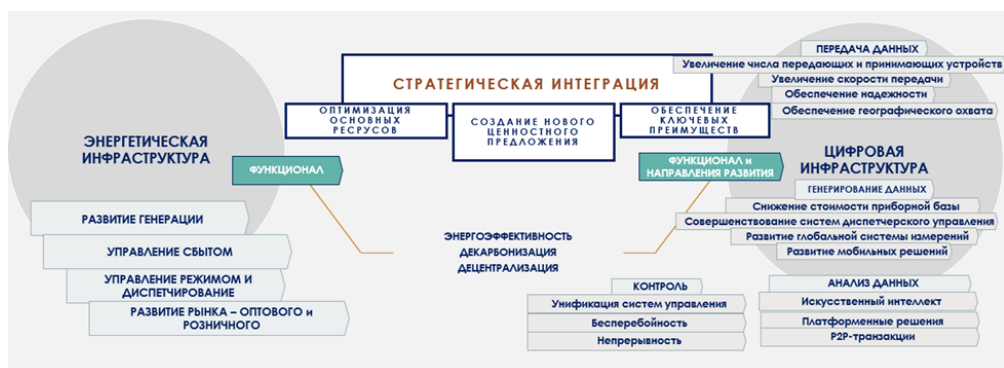 СТРАТЕГИЧЕСКАЯ ИНТЕГРАЦИЯ
ОПТИМИЗАЦИЯ
ОСНОВНЫХ
РЕСРУСОВ
СОЗДАНИЕ НОВОГО
ЦЕННОСТНОГО
ПРЕДЛОЖЕНИЯ
ОБЕСПЕЧЕНИЕ
КЛЮЧЕВЫХ
ПРЕИМУЩЕСТВ
ЭНЕРГЕТИЧЕСКАЯ
ИНФРАСТРУКТУРА
ФУНКЦИОНАЛ
РАЗВИТИЕ ГЕНЕРАЦИИ
УПРАВЛЕНИЕ СБЫТОМ
УПРАВЛЕНИЕ РЕЖИМОМ И
ДИСПЕТЧИРОВАНИЕ
РАЗВИТИЕ РЫНКА – ОПТОВОГО и
РОЗНИЧНОГО
ЭНЕРГОЭФФЕКТИВНОСТЬ
ДЕКАРБОНИЗАЦИЯ
ДЕЦЕНТРАЛИЗАЦИЯ
ФУНКЦИОНАЛ и
НАПРАВЛЕНИЯ РАЗВИТИЯ
ПЕРЕДАЧА ДАННЫХ
Увеличение числа передающих и принимающих устройств
Увеличение скорости передачи
Обеспечение надежности
Обеспечение географического охвата
ЦИФРОВАЯ
ИНФРАСТРУКТУРА
ГЕНЕРИРОВАНИЕ ДАННЫХ
Снижение стоимости приборной базы
Совершенствование систем диспетчерского управления
Развитие глобальной системы измерений
Развитие мобильных решений
КОНТРОЛЬ
Унификация систем управления
Бесперебойность
Непрерывность
АНАЛИЗ ДАННЫХ
Искусственный интеллект
Платформенные решения
P2P-транзакции